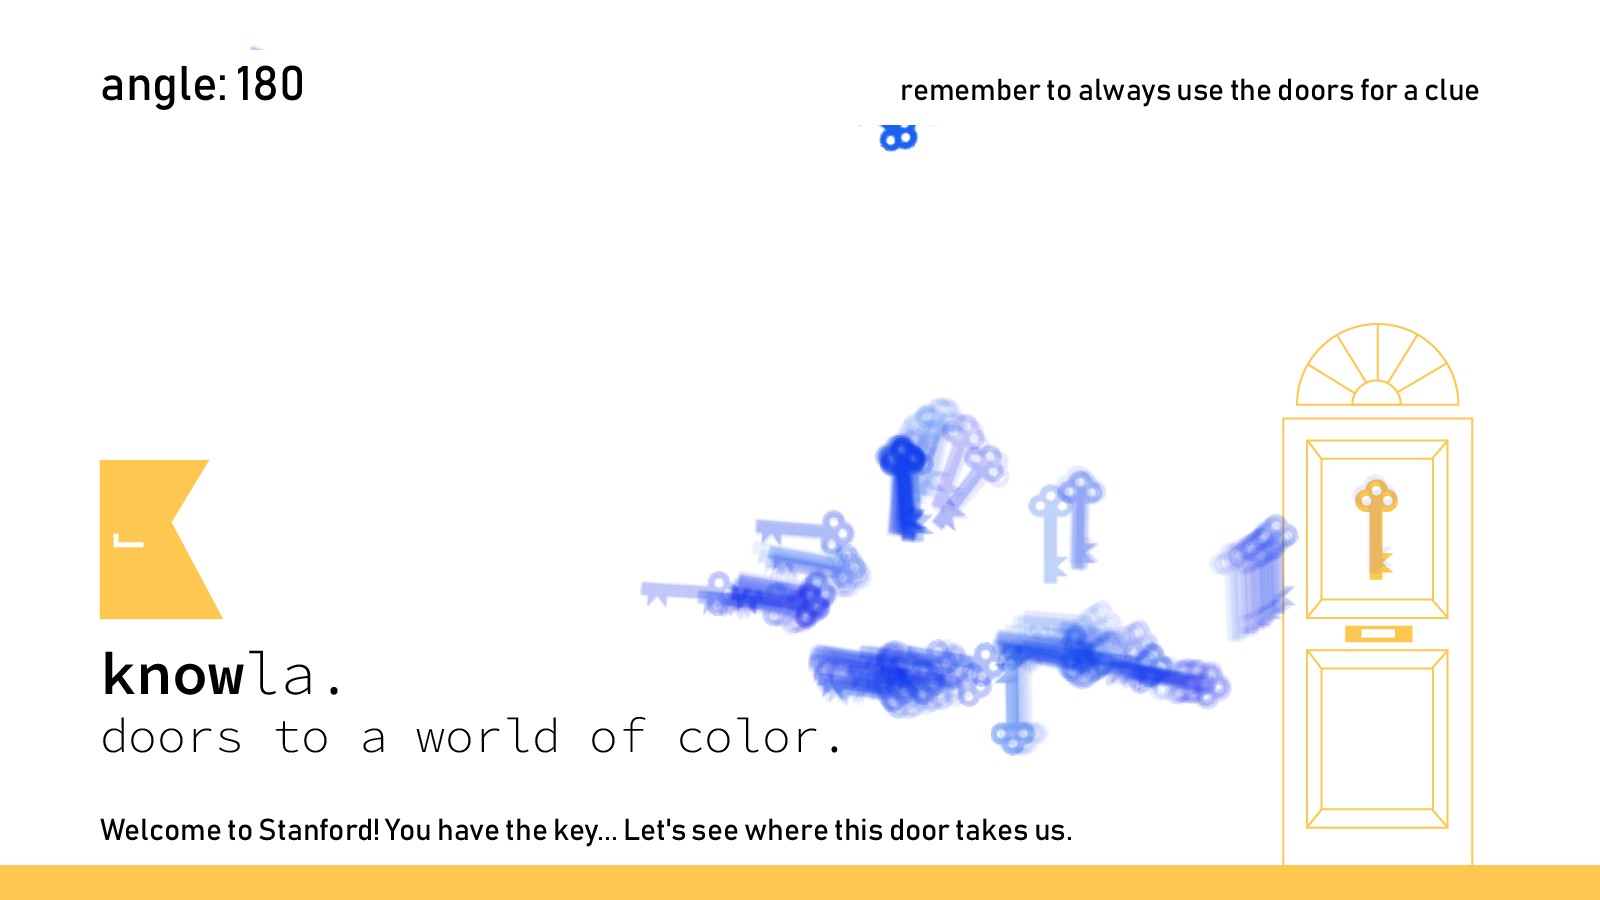 angle: 180
remember to always use the doors for a clue
knowla.
doors to a world of color.
Welcome to Stanford! You have the key... Let's see where this door takes us.